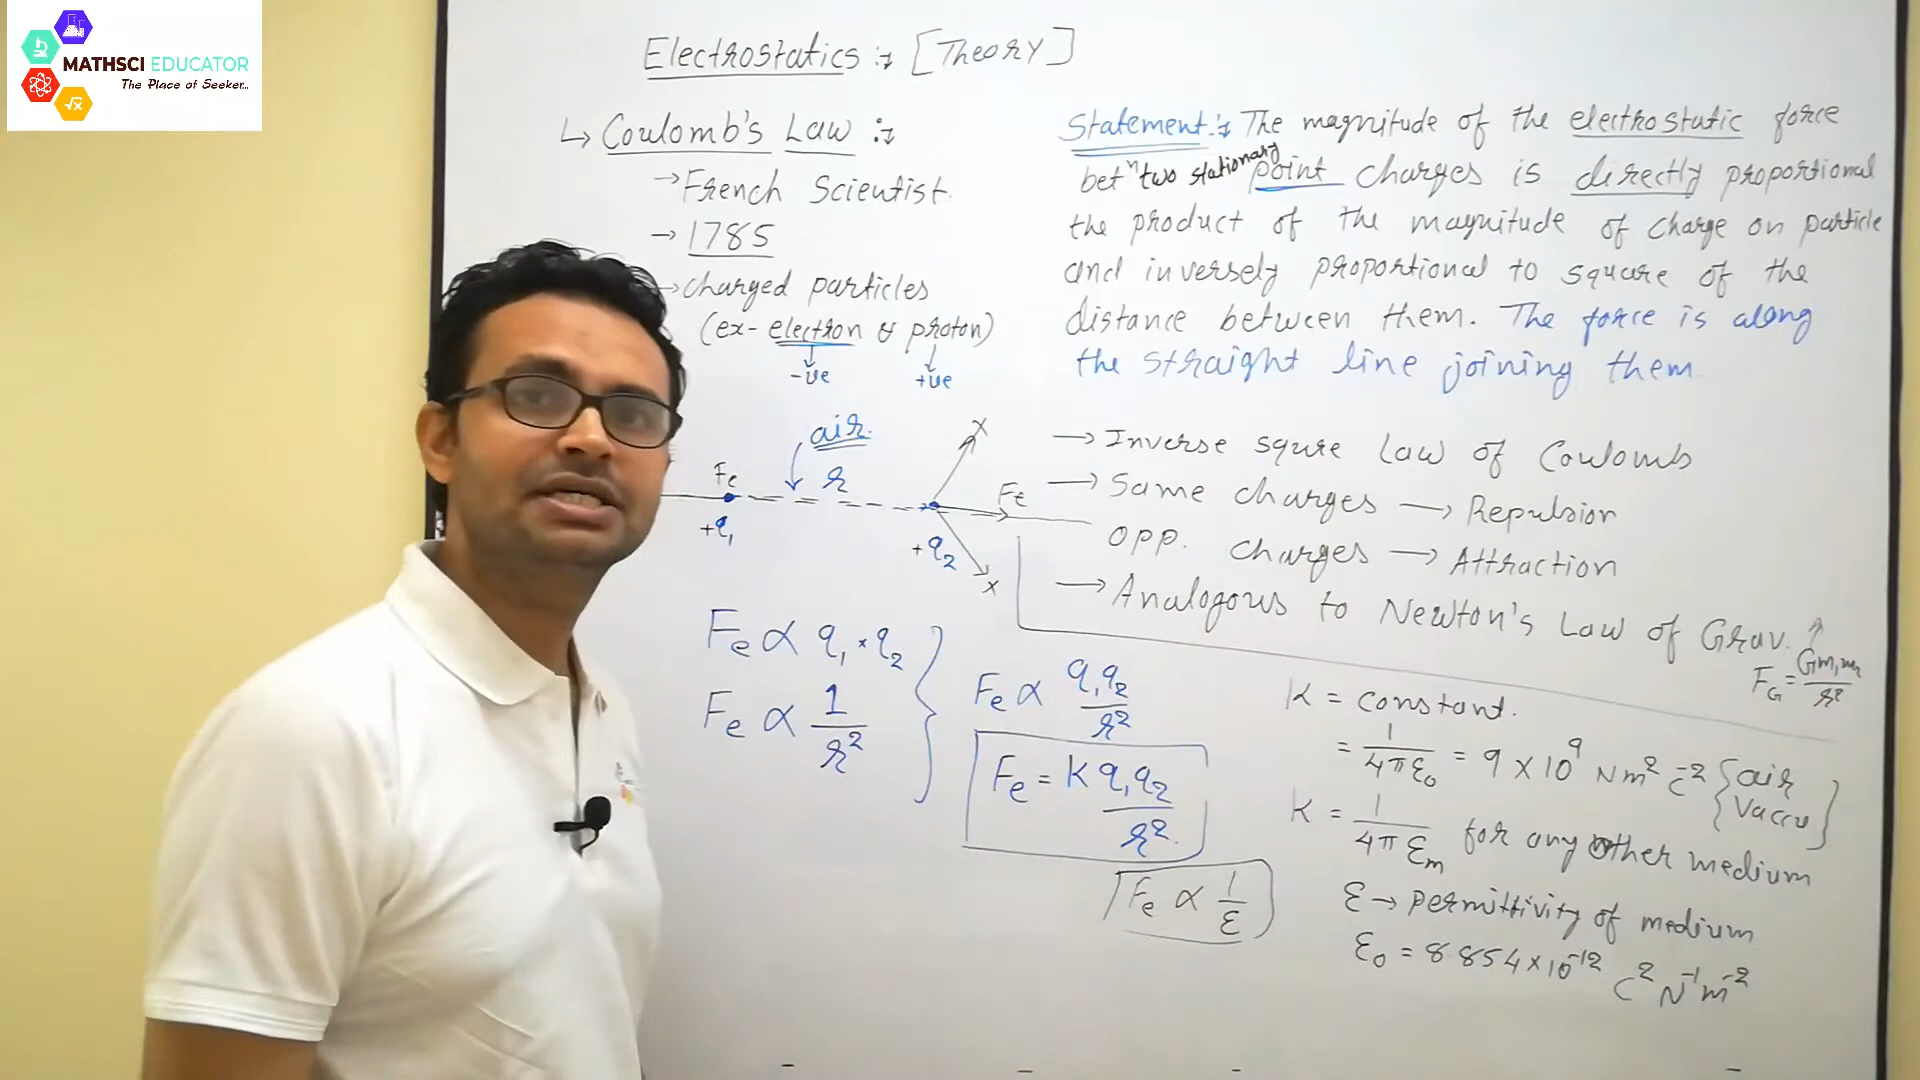 MATHSCI EDUCATOR
The Place of Seeker...
Electrostatics :→ [Theory]
↳ Coulomb's Law :→
→ French Scientist
→ 1785
→ charged particles
(ex- electron & proton)
-ve +ve
air
Fe r Fe
+q₁ +q₂
x
x
Fe ∝ q₁ × q₂
Fe ∝ 1/r²
Fe ∝ q₁q₂/r²
Fe = K q₁q₂/r²
Fe ∝ 1/ε
Statement :→ The magnitude of the electrostatic force
betⁿ two stationary point charges is directly proportional
the product of the magnitude of charge on particle
and inversely proportional to square of the
distance between them. The force is along
the straight line joining them
→ Inverse squre Law of Coulomb
→ Same charges → Repulsion
opp. charges → Attraction
→ Analogous to Newton's Law of Grav.
F_G = Gm₁m₂/r²
K = constant.
= 1/4πε₀ = 9 × 10⁹ Nm² C⁻² {air
Vaccu}
K = 1/4πεm for any other medium
ε → permittivity of medium
ε₀ = 8.854 × 10⁻¹² C² N⁻¹ m⁻²